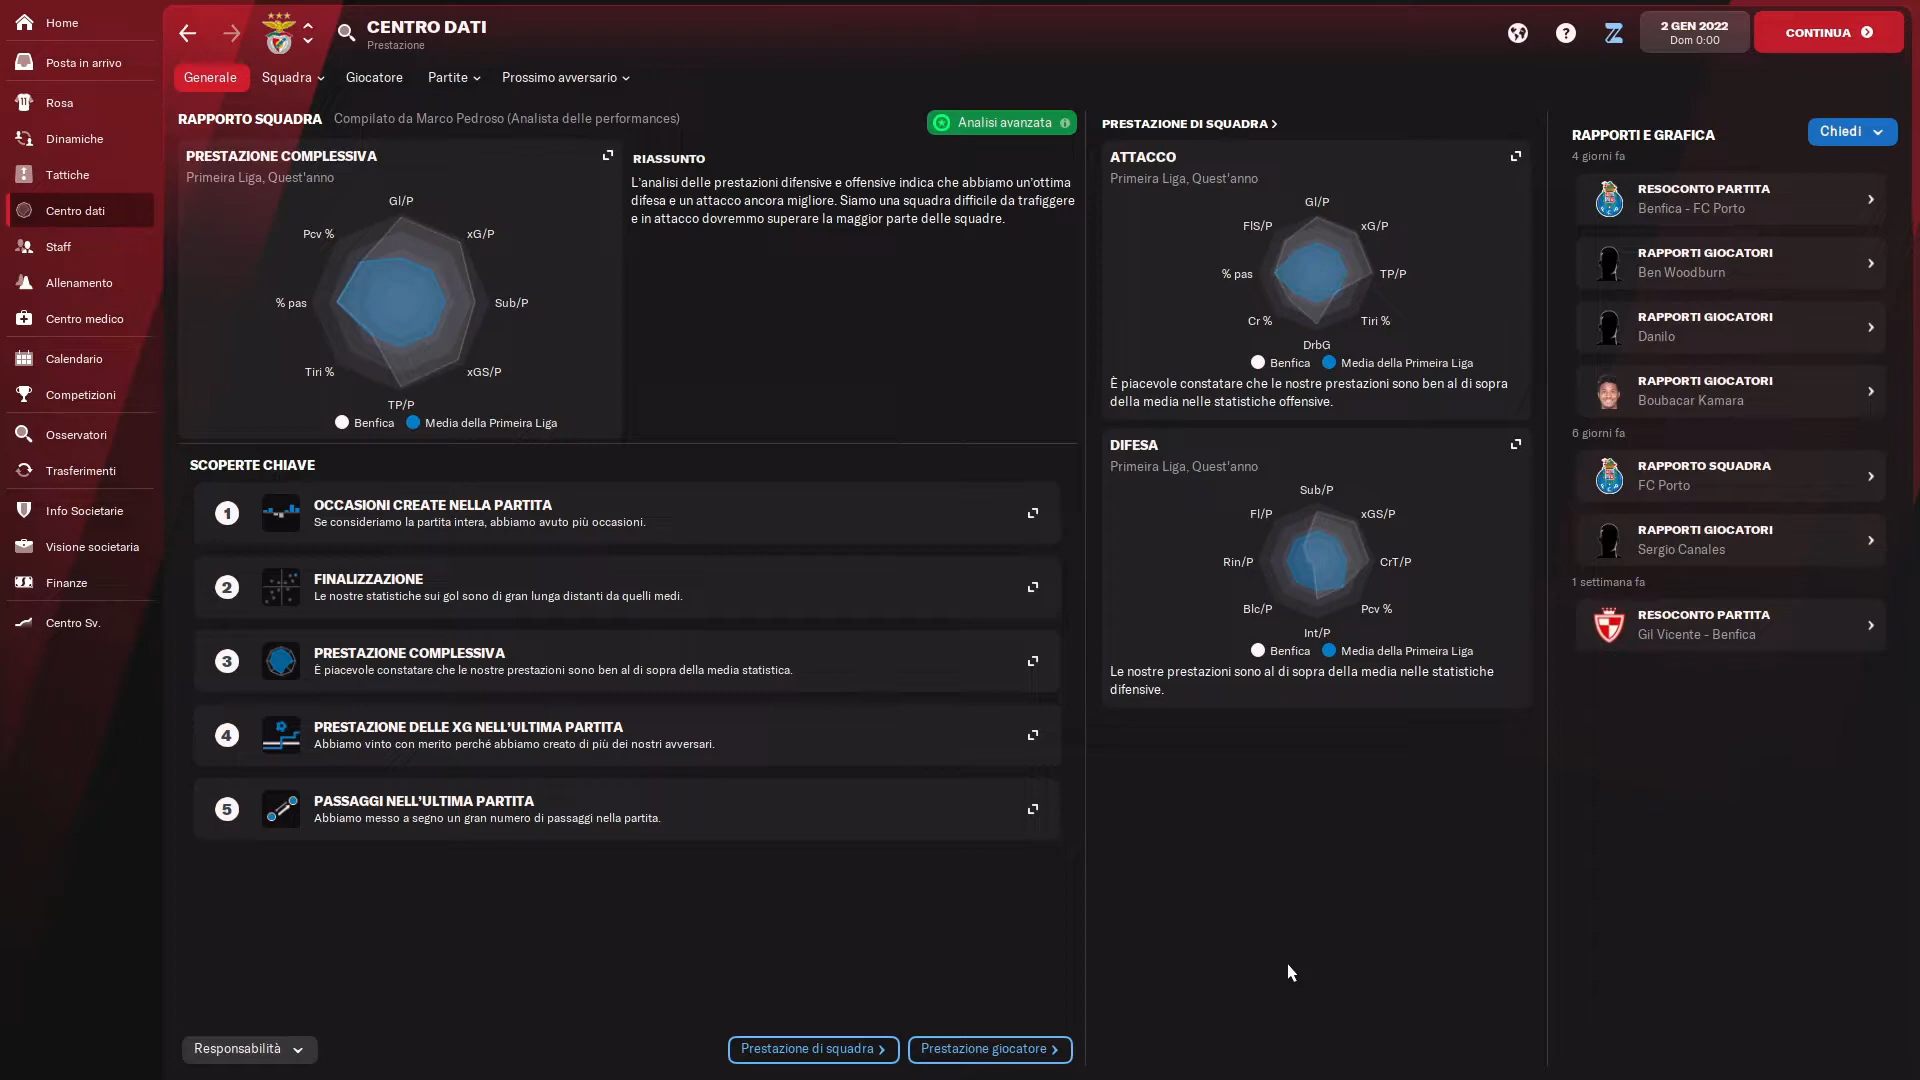 Home
Posta in arrivo
Rosa
Dinamiche
Tattiche
Centro dati
Staff
Allenamento
Centro medico
Calendario
Competizioni
Osservatori
Trasferimenti
Info Societarie
Visione societaria
Finanze
Centro Sv.
CENTRO DATI
Prestazione
2 GEN 2022
Dom 0:00
CONTINUA
Generale
Squadra
Giocatore
Partite
Prossimo avversario
RAPPORTO SQUADRA Compilato da Marco Pedroso (Analista delle performances)
Analisi avanzata
PRESTAZIONE COMPLESSIVA
Primeira Liga, Quest'anno
Gl/P
xG/P
Sub/P
xGS/P
TP/P
Tiri %
% pas
Pcv %
Benfica
Media della Primeira Liga
RIASSUNTO
L'analisi delle prestazioni difensive e offensive indica che abbiamo un'ottima
difesa e un attacco ancora migliore. Siamo una squadra difficile da trafiggere
e in attacco dovremmo superare la maggior parte delle squadre.
SCOPERTE CHIAVE
1
OCCASIONI CREATE NELLA PARTITA
Se consideriamo la partita intera, abbiamo avuto più occasioni.
2
FINALIZZAZIONE
Le nostre statistiche sui gol sono di gran lunga distanti da quelli medi.
3
PRESTAZIONE COMPLESSIVA
È piacevole constatare che le nostre prestazioni sono ben al di sopra della media statistica.
4
PRESTAZIONE DELLE XG NELL'ULTIMA PARTITA
Abbiamo vinto con merito perché abbiamo creato di più dei nostri avversari.
5
PASSAGGI NELL'ULTIMA PARTITA
Abbiamo messo a segno un gran numero di passaggi nella partita.
Responsabilità
Prestazione di squadra
Prestazione giocatore
PRESTAZIONE DI SQUADRA
ATTACCO
Primeira Liga, Quest'anno
Gl/P
xG/P
TP/P
Tiri %
DrbG
Cr %
% pas
FlS/P
Benfica
Media della Primeira Liga
È piacevole constatare che le nostre prestazioni sono ben al di sopra
della media nelle statistiche offensive.
DIFESA
Primeira Liga, Quest'anno
Sub/P
xGS/P
CrT/P
Pcv %
Int/P
Blc/P
Rin/P
Fl/P
Benfica
Media della Primeira Liga
Le nostre prestazioni sono al di sopra della media nelle statistiche
difensive.
RAPPORTI E GRAFICA
Chiedi
4 giorni fa
RESOCONTO PARTITA
Benfica - FC Porto
RAPPORTI GIOCATORI
Ben Woodburn
RAPPORTI GIOCATORI
Danilo
RAPPORTI GIOCATORI
Boubacar Kamara
6 giorni fa
RAPPORTO SQUADRA
FC Porto
RAPPORTI GIOCATORI
Sergio Canales
1 settimana fa
RESOCONTO PARTITA
Gil Vicente - Benfica